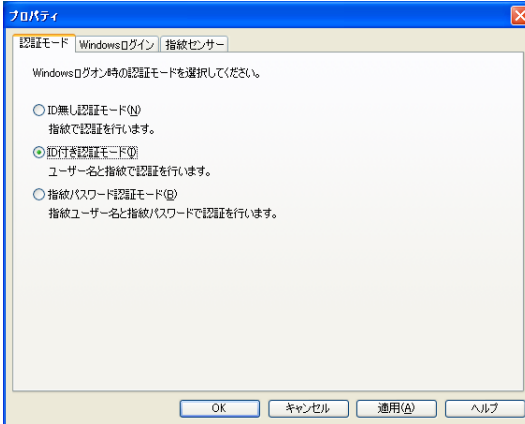 プロパティ
認証モード Windowsログイン 指紋センサー
Windowsログオン時の認証モードを選択してください。
ID無し認証モード(N)
指紋で認証を行います。
ID付き認証モード(I)
ユーザー名と指紋で認証を行います。
指紋パスワード認証モード(B)
指紋ユーザー名と指紋パスワードで認証を行います。
OK キャンセル 適用(A) ヘルプ